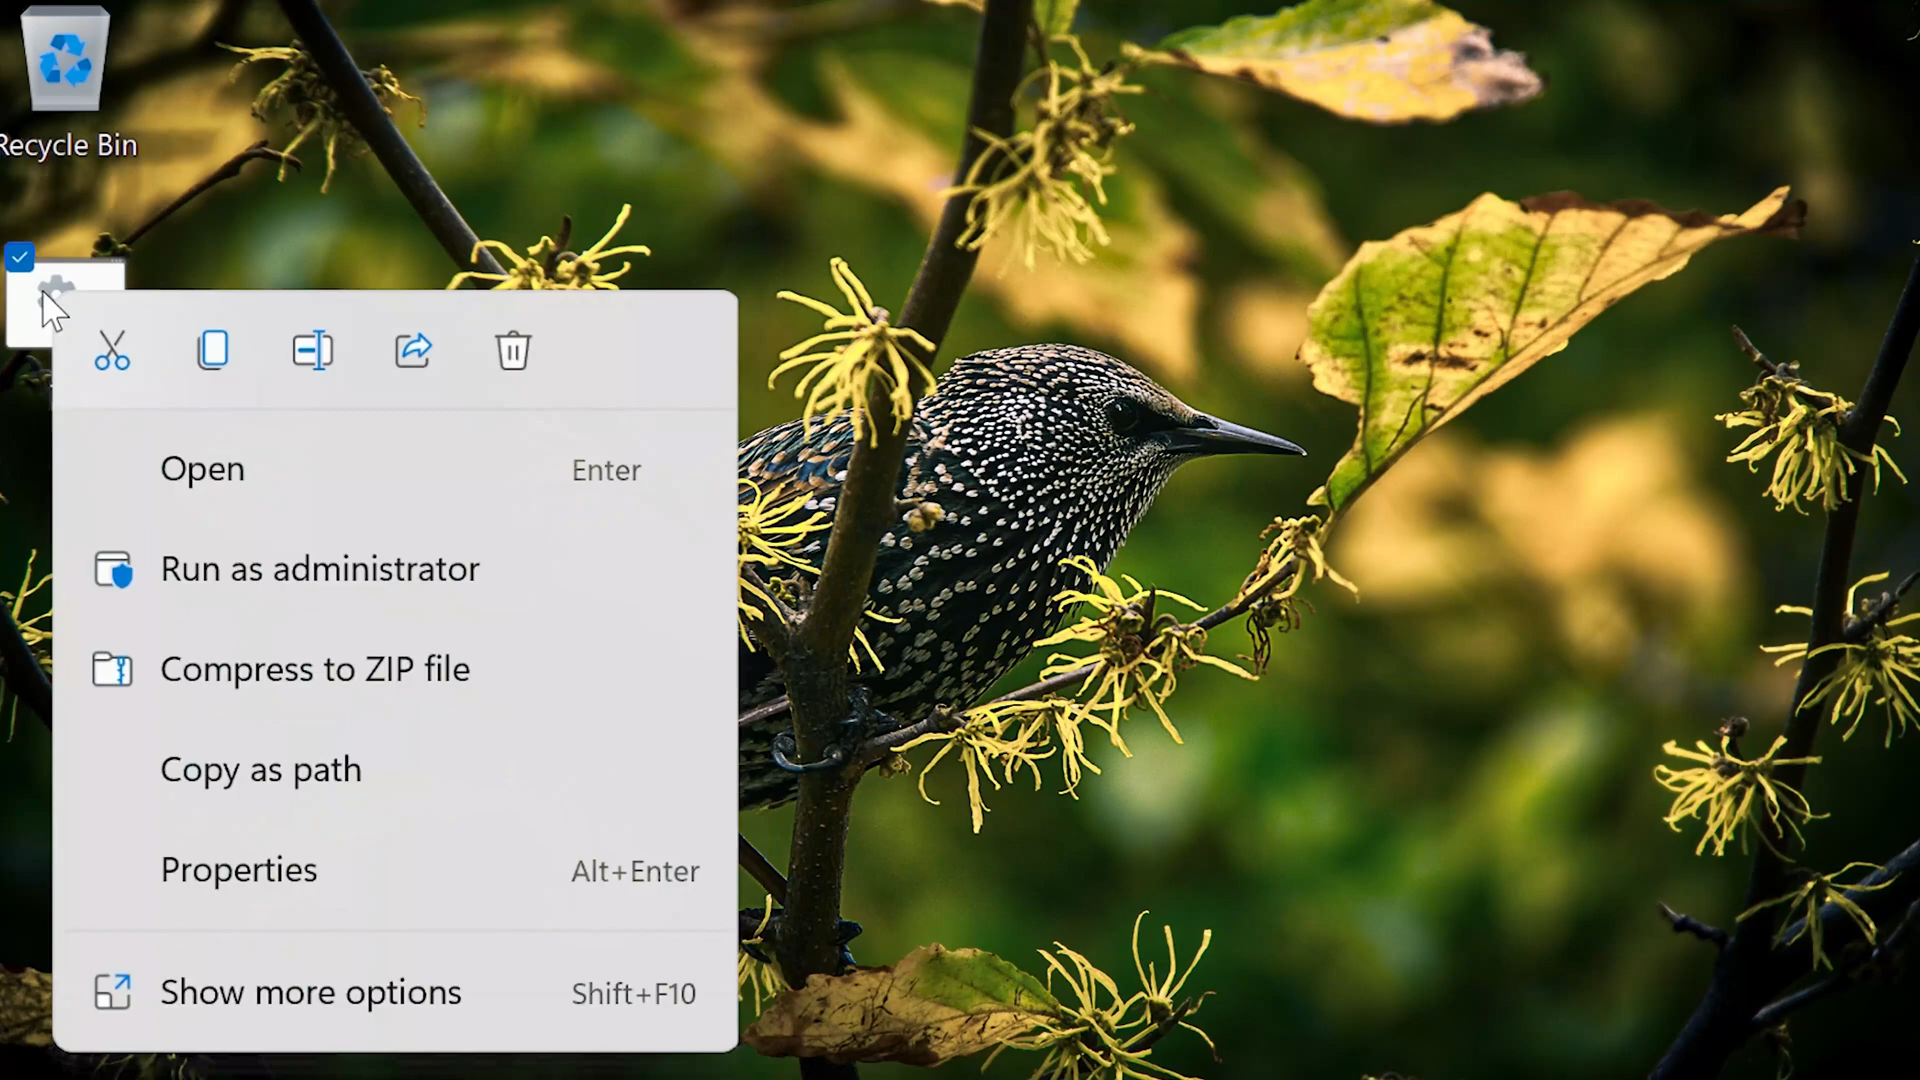 Recycle Bin
Open Enter
Run as administrator
Compress to ZIP file
Copy as path
Properties Alt+Enter
Show more options Shift+F10